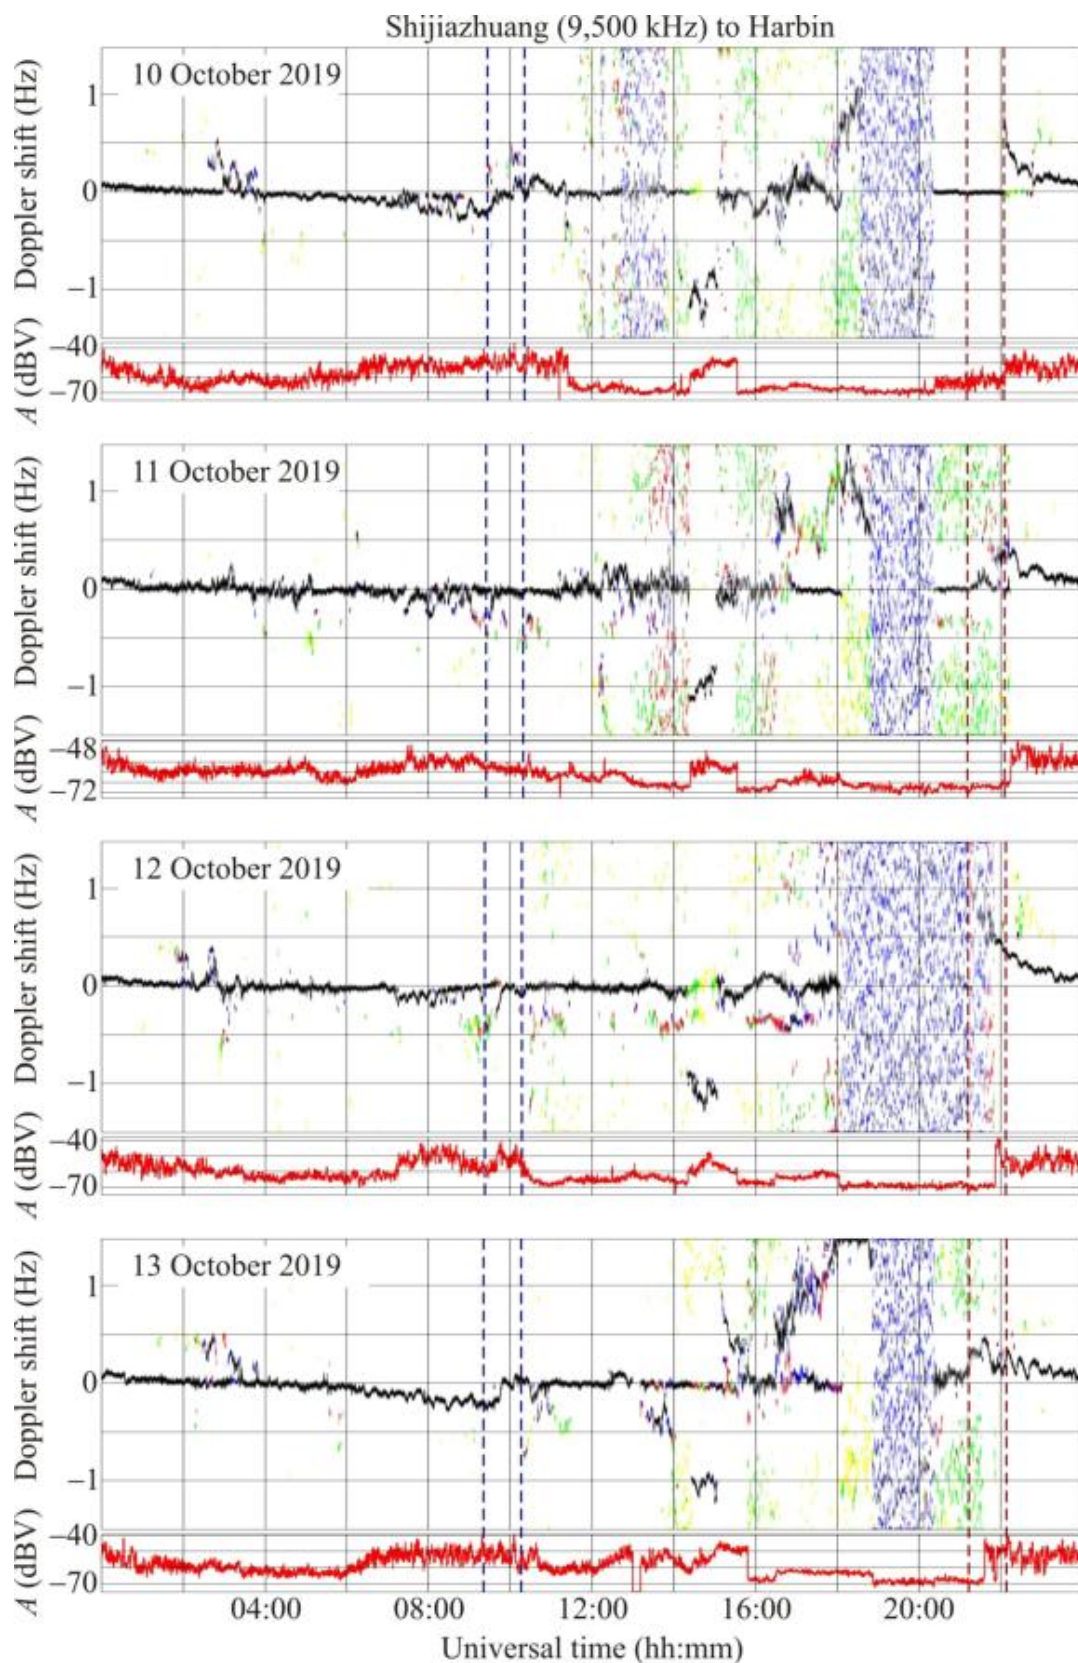 Shijiazhuang (9,500 kHz) to Harbin
10 October 2019
Doppler shift (Hz)
1
0
−1
A (dBV)
−40
−70
11 October 2019
Doppler shift (Hz)
1
0
−1
A (dBV)
−48
−72
12 October 2019
Doppler shift (Hz)
1
0
−1
A (dBV)
−40
−70
13 October 2019
Doppler shift (Hz)
1
0
−1
A (dBV)
−40
−70
04:00 08:00 12:00 16:00 20:00
Universal time (hh:mm)